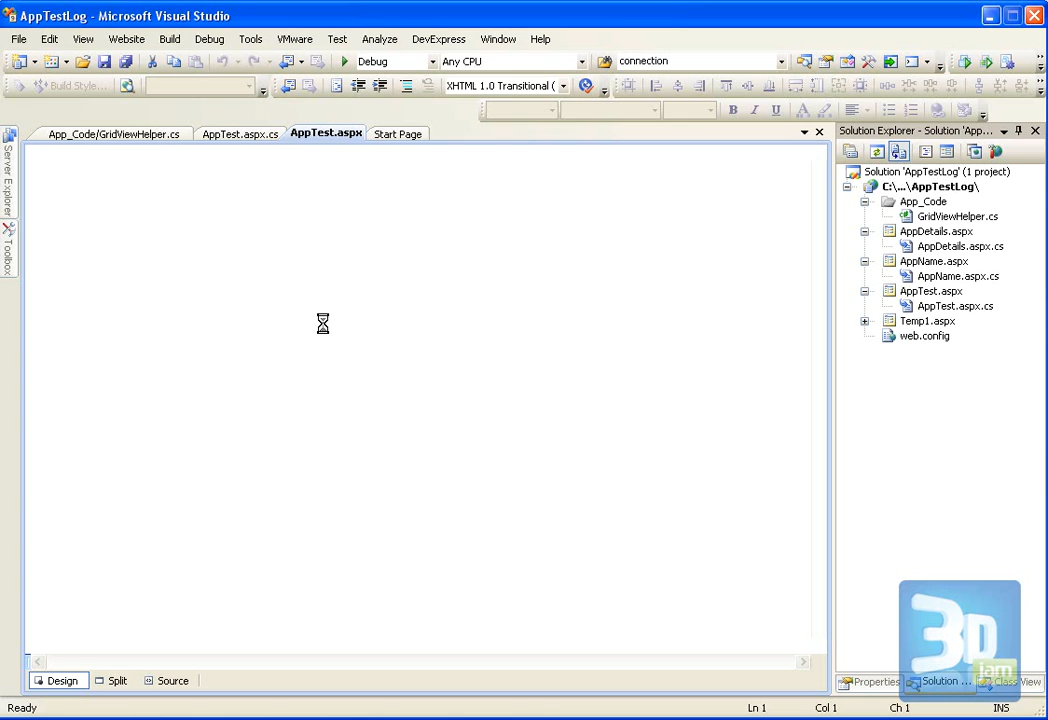 AppTestLog - Microsoft Visual Studio
File Edit View Website Build Debug Tools VMware Test Analyze DevExpress Window Help
Debug Any CPU connection
Build Style... XHTML 1.0 Transitional (
B I U A
App_Code/GridViewHelper.cs AppTest.aspx.cs AppTest.aspx Start Page
Solution Explorer - Solution 'App...
Server Explorer
Toolbox
Solution 'AppTestLog' (1 project)
C:\...\AppTestLog\
App_Code
GridViewHelper.cs
AppDetails.aspx
AppDetails.aspx.cs
AppName.aspx
AppName.aspx.cs
AppTest.aspx
AppTest.aspx.cs
Temp1.aspx
web.config
3D
jam
Design Split Source
Properties Solution ... Class View
Ready Ln 1 Col 1 Ch 1 INS